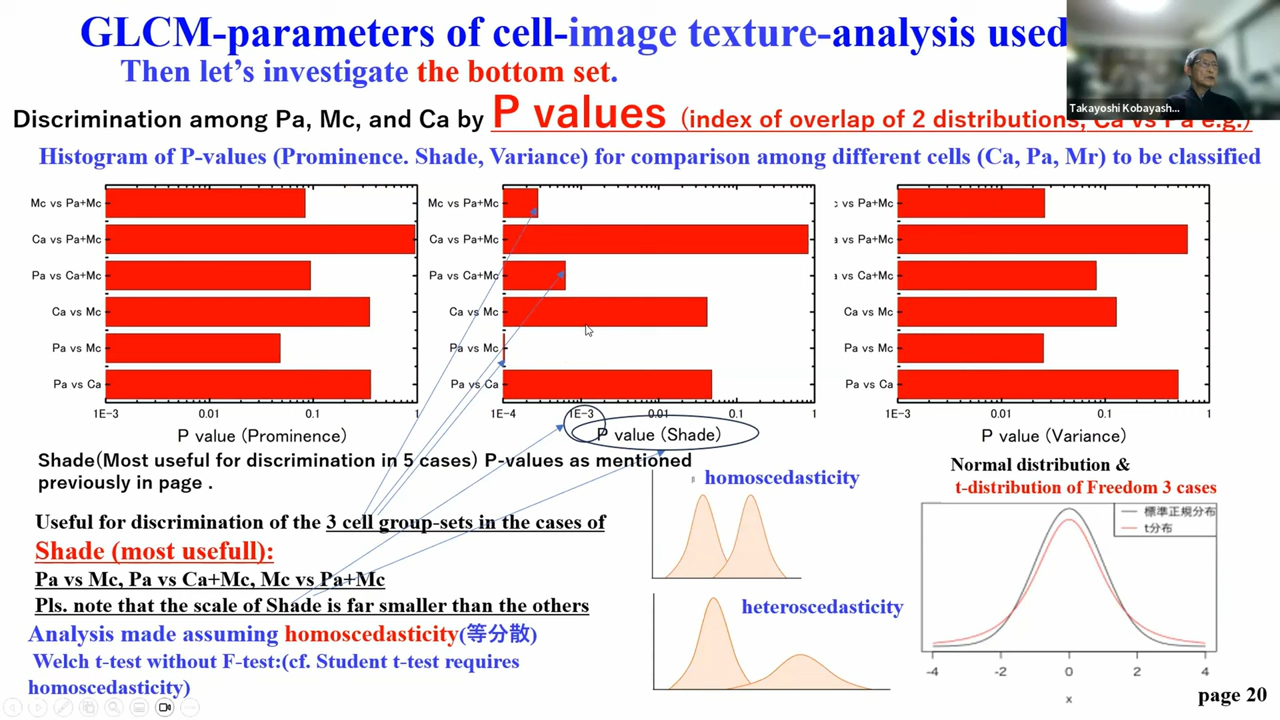 GLCM-parameters of cell-image texture-analysis used
Then let's investigate the bottom set.
Takayoshi Kobayash...
Discrimination among Pa, Mc, and Ca by P values (index of overlap of 2 distributions, Ca vs Pa e.g.)
Histogram of P-values (Prominence. Shade, Variance) for comparison among different cells (Ca, Pa, Mr) to be classified
Mc vs Pa+Mc
Ca vs Pa+Mc
Pa vs Ca+Mc
Ca vs Mc
Pa vs Mc
Pa vs Ca
1E-3 0.01 0.1 1
P value (Prominence)
Mc vs Pa+Mc
Ca vs Pa+Mc
Pa vs Ca+Mc
Ca vs Mc
Pa vs Mc
Pa vs Ca
1E-4 1E-3 0.01 0.1 1
P value (Shade)
c vs Pa+Mc
a vs Pa+Mc
a vs Ca+Mc
Ca vs Mc
Pa vs Mc
Pa vs Ca
1E-3 0.01 0.1 1
P value (Variance)
Shade(Most useful for discrimination in 5 cases) P-values as mentioned
previously in page .
Useful for discrimination of the 3 cell group-sets in the cases of
Shade (most usefull):
Pa vs Mc, Pa vs Ca+Mc, Mc vs Pa+Mc
Pls. note that the scale of Shade is far smaller than the others
Analysis made assuming homoscedasticity(等分散)
Welch t-test without F-test:(cf. Student t-test requires
homoscedasticity)
homoscedasticity
heteroscedasticity
Normal distribution &
t-distribution of Freedom 3 cases
標準正規分布
t分布
-4 -2 0 2 4
x
page 20